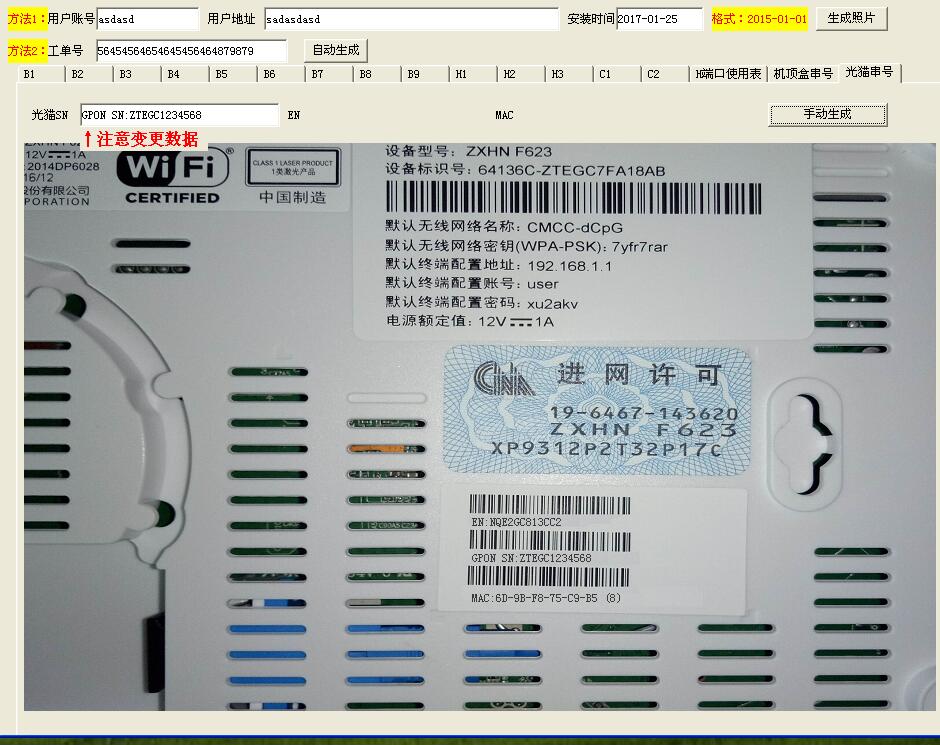 方法1：用户账号 asdasd 用户地址 sadasdasd 安装时间 2017-01-25 格式：2015-01-01 生成照片
方法2：工单号 56454564654645456464879879 自动生成
B1 B2 B3 B4 B5 B6 B7 B8 B9 H1 H2 H3 C1 C2 H端口使用表 机顶盒串号 光猫串号
光猫SN GPON SN:ZTEGC1234568 EN MAC 手动生成
↑注意变更数据
12V 1A
2014DP6028
16/12
份有限公司
PORATION
Wi Fi
®
CERTIFIED
CLASS 1 LASER PRODUCT
1类激光产品
中国制造
设备型号：ZXHN F623
设备标识号：64136C-ZTEGC7FA18AB
默认无线网络名称：CMCC-dCpG
默认无线网络密钥(WPA-PSK)：7yfr7rar
默认终端配置地址：192.168.1.1
默认终端配置账号：user
默认终端配置密码：xu2akv
电源额定值：12V 1A
进网许可
19-6467-143620
ZXHN F623
XP9312P2T32P17C
EN:NQE2GC813CC2
GPON SN:ZTEGC1234568
MAC:6D-9B-F8-75-C9-B5 (8)